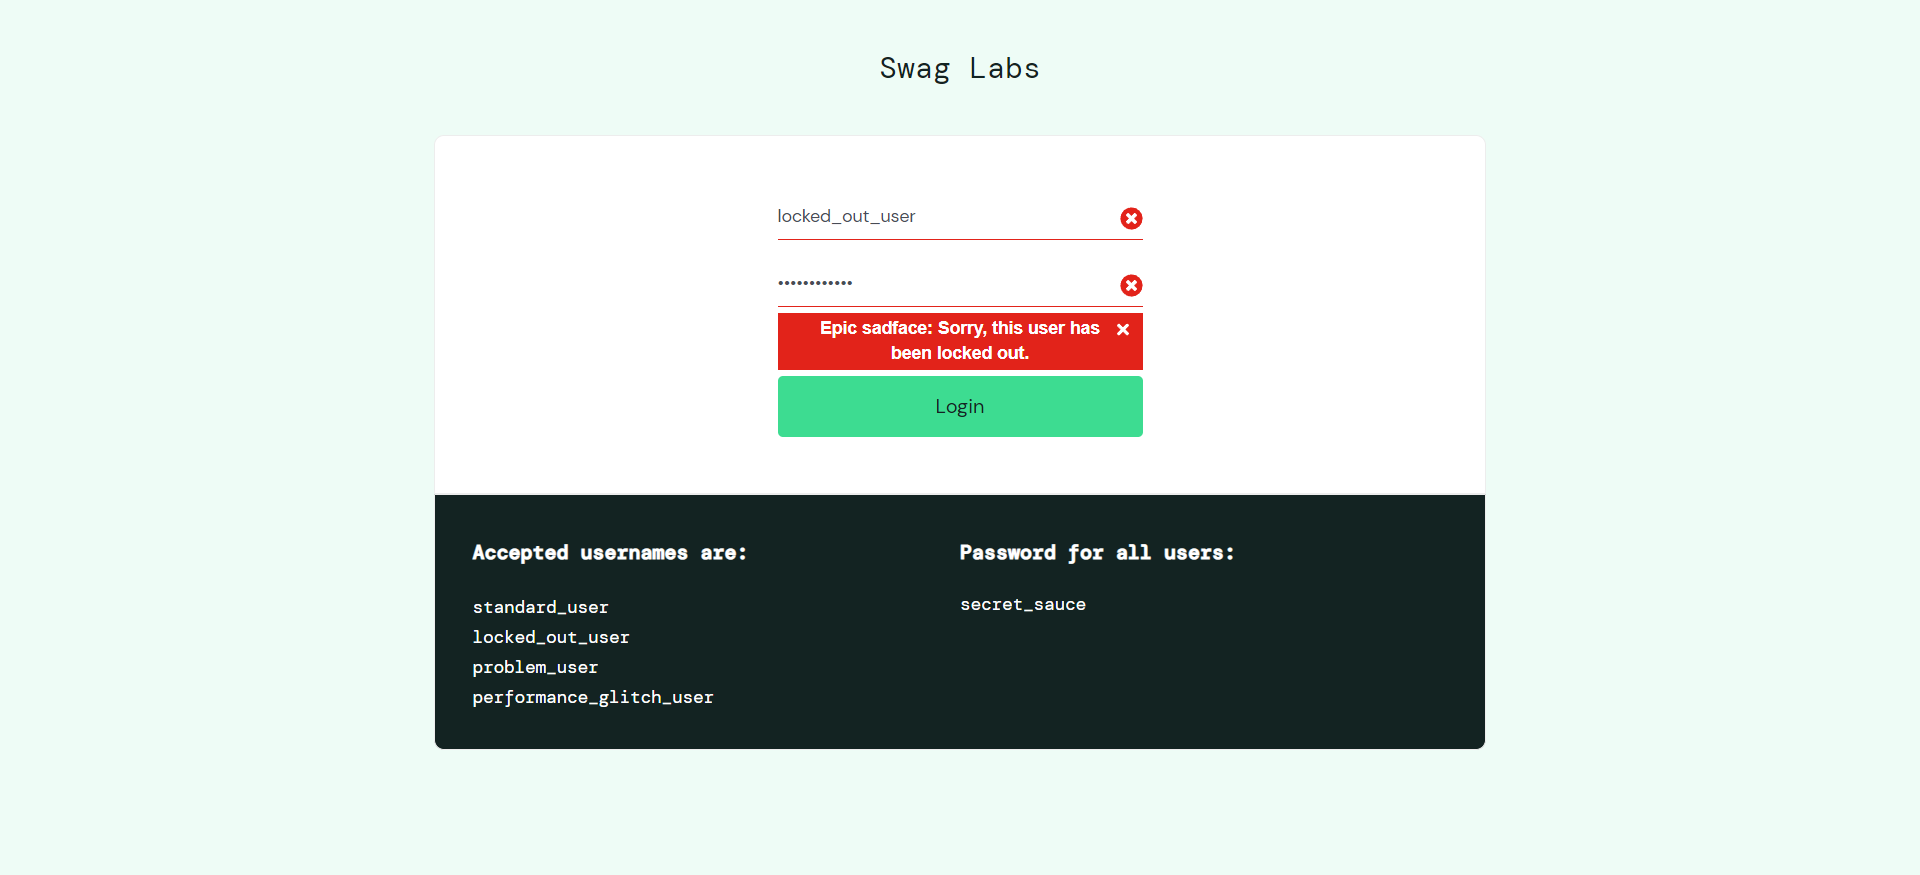 Swag Labs
locked_out_user
••••••••••••
Epic sadface: Sorry, this user has
been locked out.
Login
Accepted usernames are:
standard_user
locked_out_user
problem_user
performance_glitch_user
Password for all users:
secret_sauce